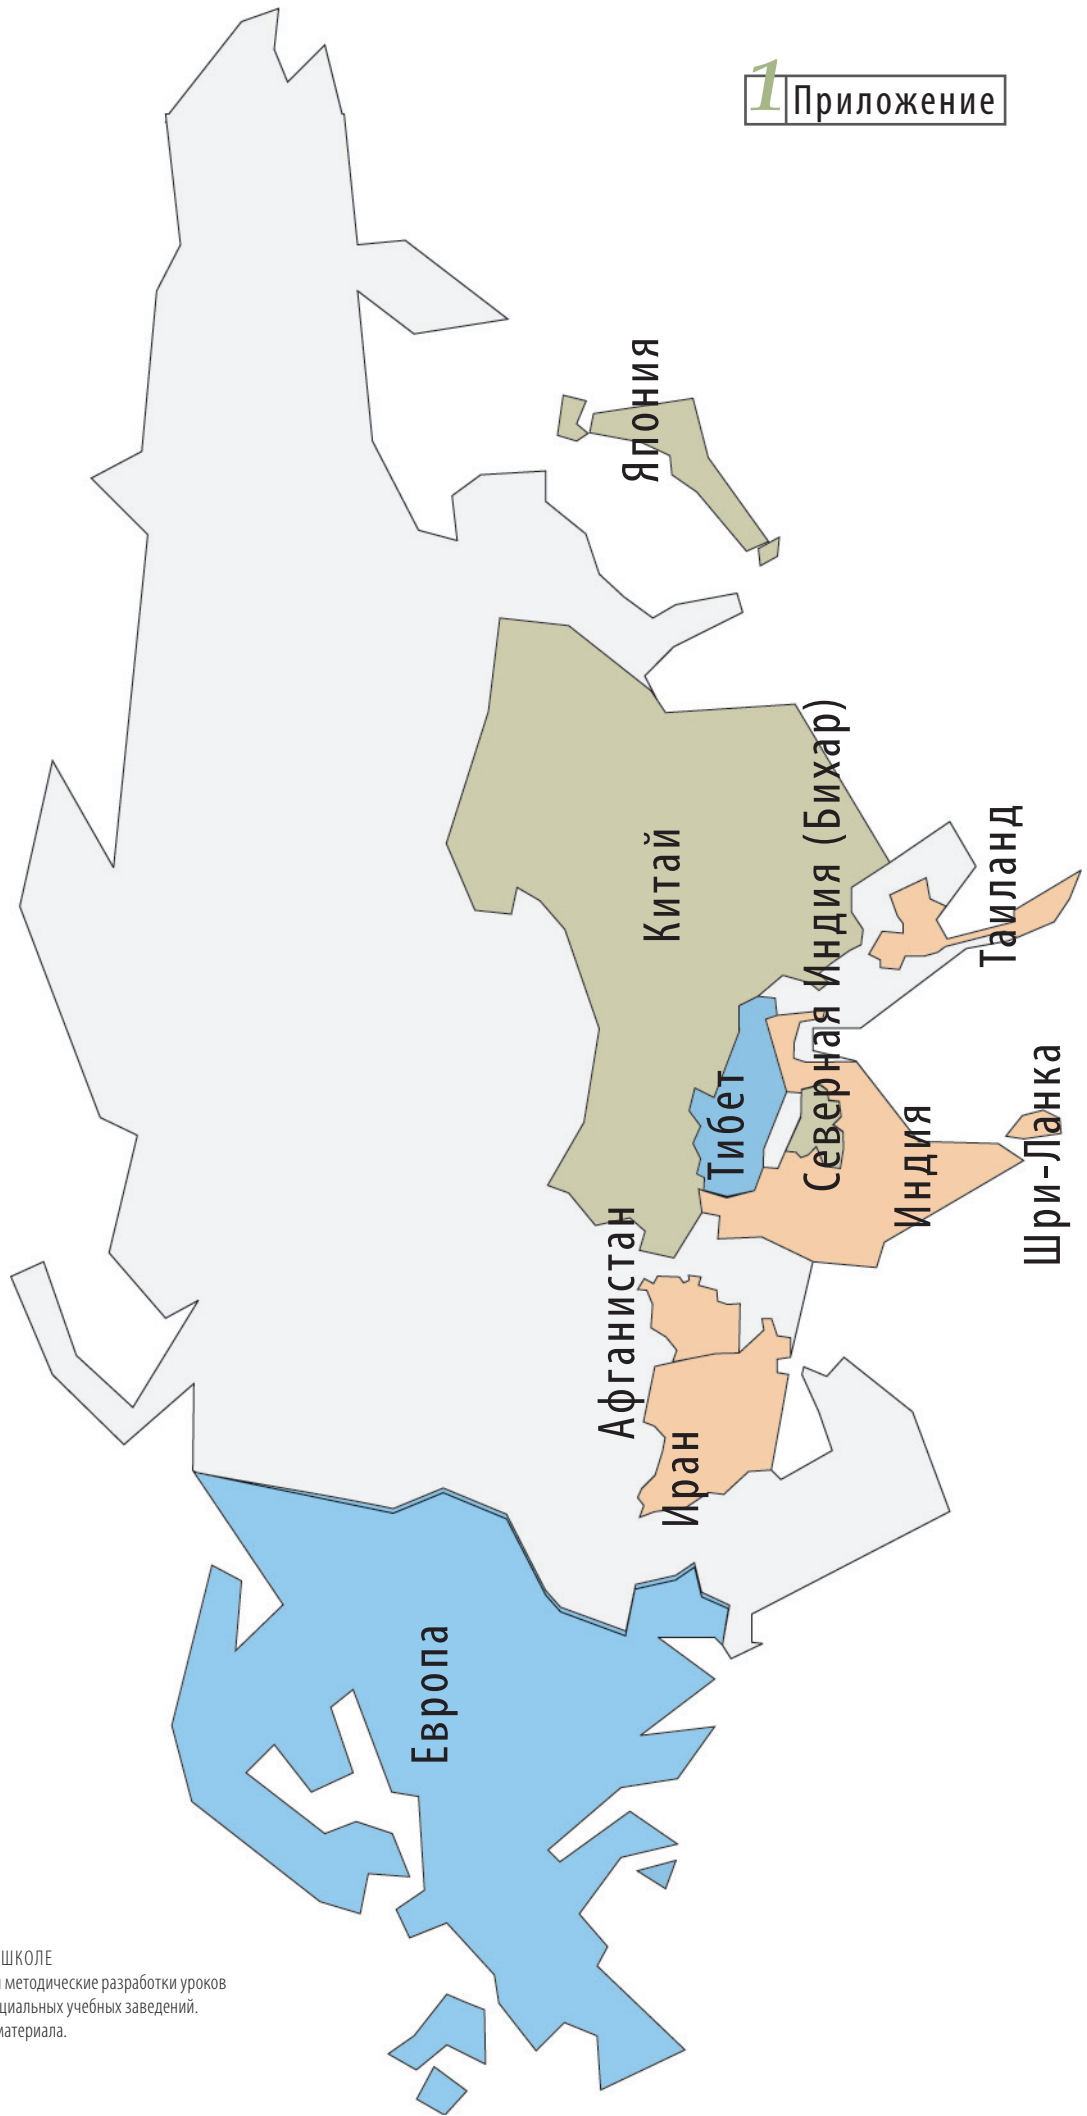 1 Приложение
Япония
Китай
Северная Индия (Бихар)
Таиланд
Тибет
Индия
Шри-Ланка
Афганистан
Иран
Европа
ШКОЛЕ
методические разработки уроков
учебных заведений.
материала.